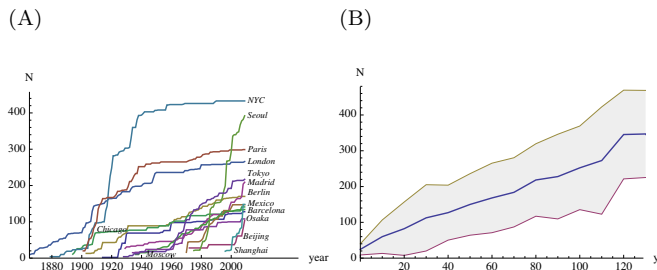 (A)
(B)
N
400
300
200
100
0
1880 1900 1920 1940 1960 1980 2000
year
NYC
Seoul
Paris
London
Tokyo
Madrid
Berlin
Mexico
Barcelona
Osaka
Beijing
Shanghai
Chicago
Moscow
N
400
300
200
100
0
0 20 40 60 80 100 120
year